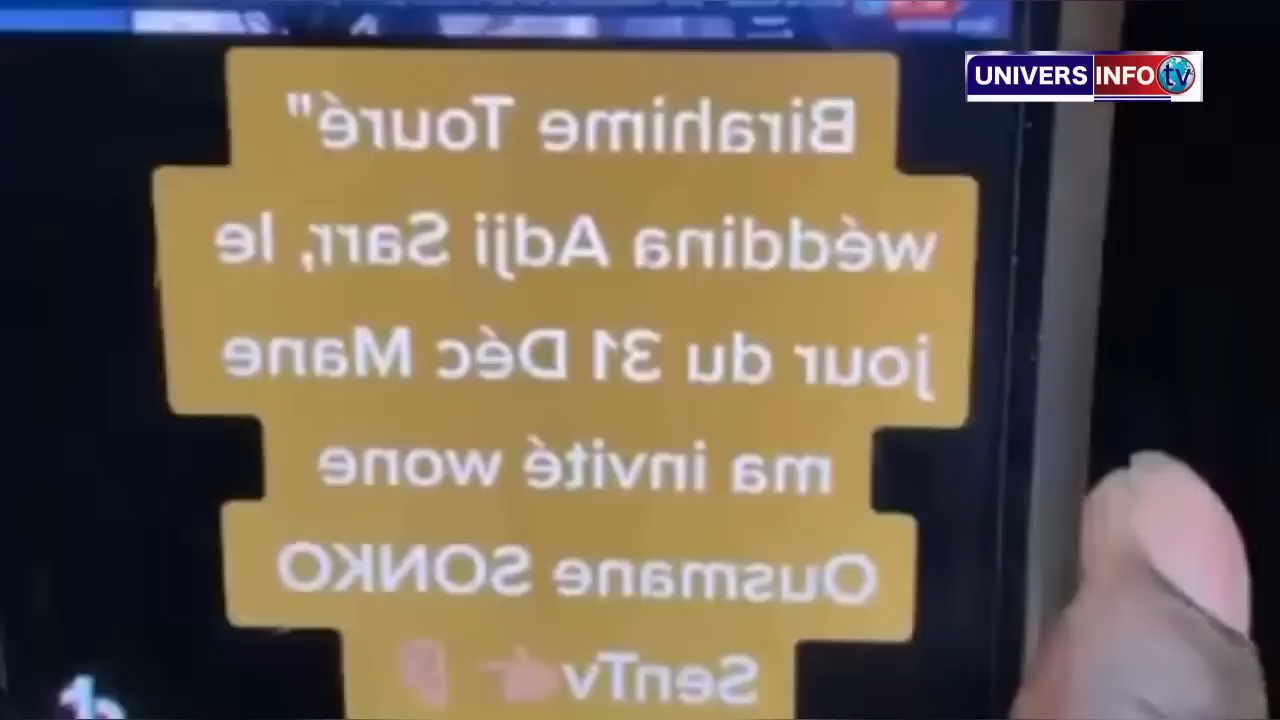 UNIVERS INFO tv
Birahime Touré"
wéddina Adji Sarr, le
jour du 31 Déc Mane
ma invité wone
Ousmane SONKO
SenTv